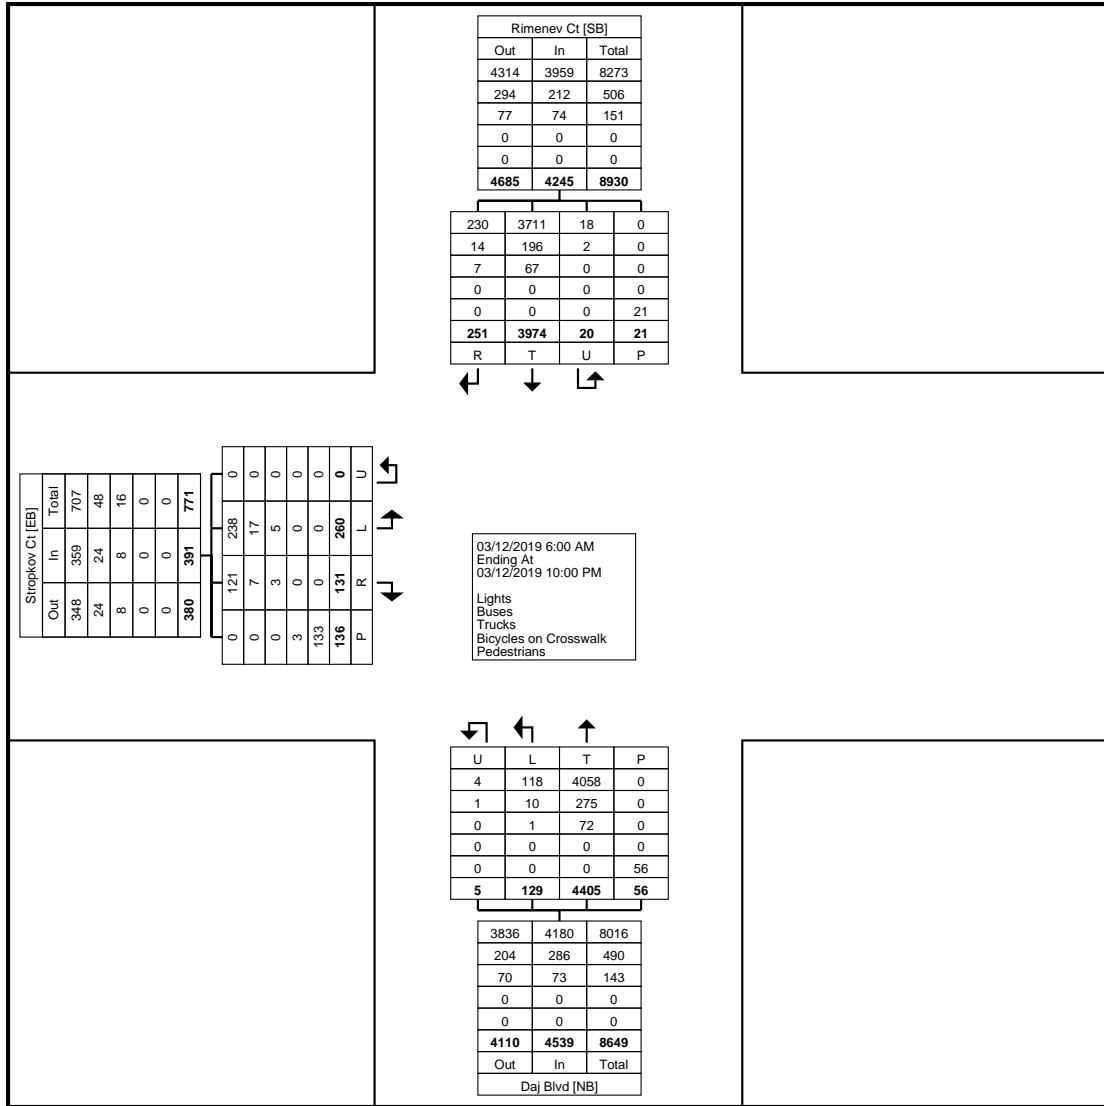 Rimenev Ct [SB]
Out In Total
4314 3959 8273
294 212 506
77 74 151
0 0 0
0 0 0
4685 4245 8930
230 3711 18 0
14 196 2 0
7 67 0 0
0 0 0 0
0 0 0 21
251 3974 20 21
R T U P
Stropkov Ct [EB]
Out In Total
348 359 707
24 24 48
8 8 16
0 0 0
0 0 0
380 391 771
0 121 238 0
0 7 17 0
0 3 5 0
3 0 0 0
133 0 0 0
136 131 260 0
P R L U
03/12/2019 6:00 AM
Ending At
03/12/2019 10:00 PM
Lights
Buses
Trucks
Bicycles on Crosswalk
Pedestrians
U L T P
4 118 4058 0
1 10 275 0
0 1 72 0
0 0 0 0
0 0 0 56
5 129 4405 56
3836 4180 8016
204 286 490
70 73 143
0 0 0
0 0 0
4110 4539 8649
Out In Total
Daj Blvd [NB]